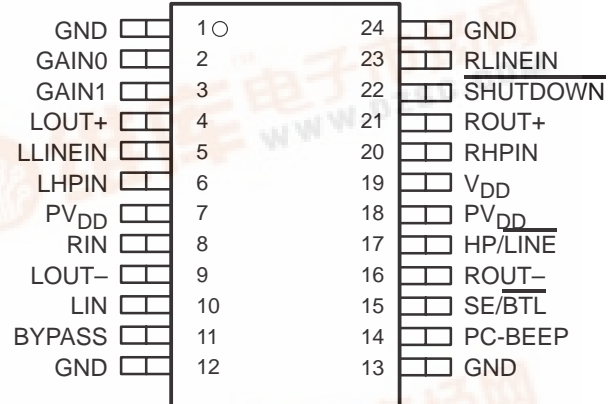 GND 1 24 GND
GAIN0 2 23 RLINEIN
GAIN1 3 22 SHUTDOWN
LOUT+ 4 21 ROUT+
LLINEIN 5 20 RHPIN
LHPIN 6 19 VDD
PVDD 7 18 PVDD
RIN 8 17 HP/LINE
LOUT– 9 16 ROUT–
LIN 10 15 SE/BTL
BYPASS 11 14 PC-BEEP
GND 12 13 GND